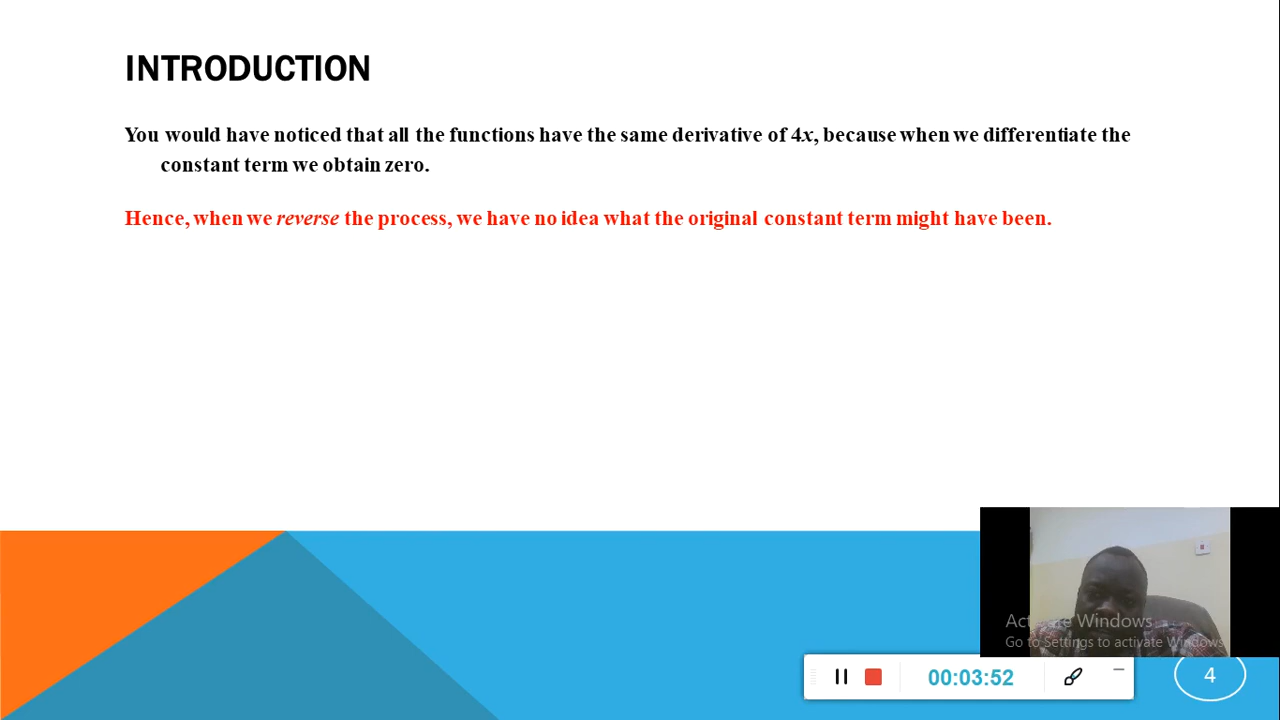 INTRODUCTION
You would have noticed that all the functions have the same derivative of 4x, because when we differentiate the
constant term we obtain zero.
Hence, when we reverse the process, we have no idea what the original constant term might have been.
Activate Windows
Go to Settings to activate Windows
00:03:52
4